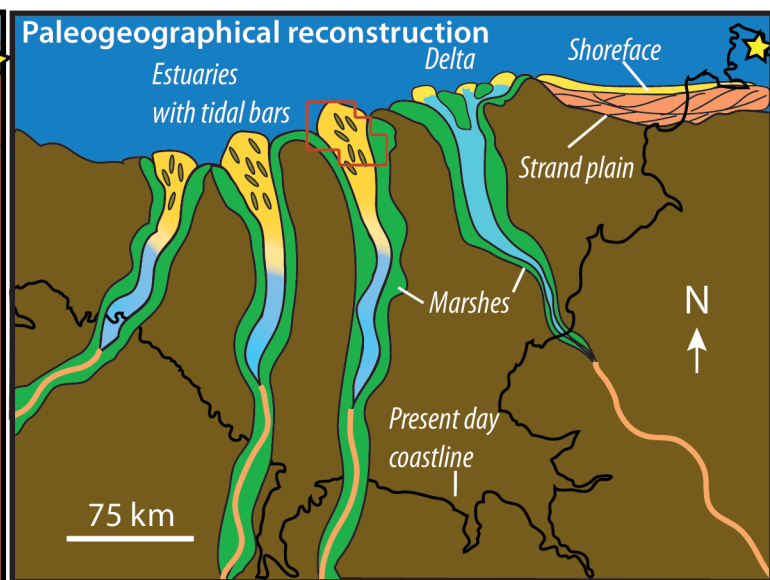 Paleogeographical reconstruction
Estuaries
with tidal bars
Delta
Shoreface
Strand plain
Marshes
N
Present day
coastline
75 km